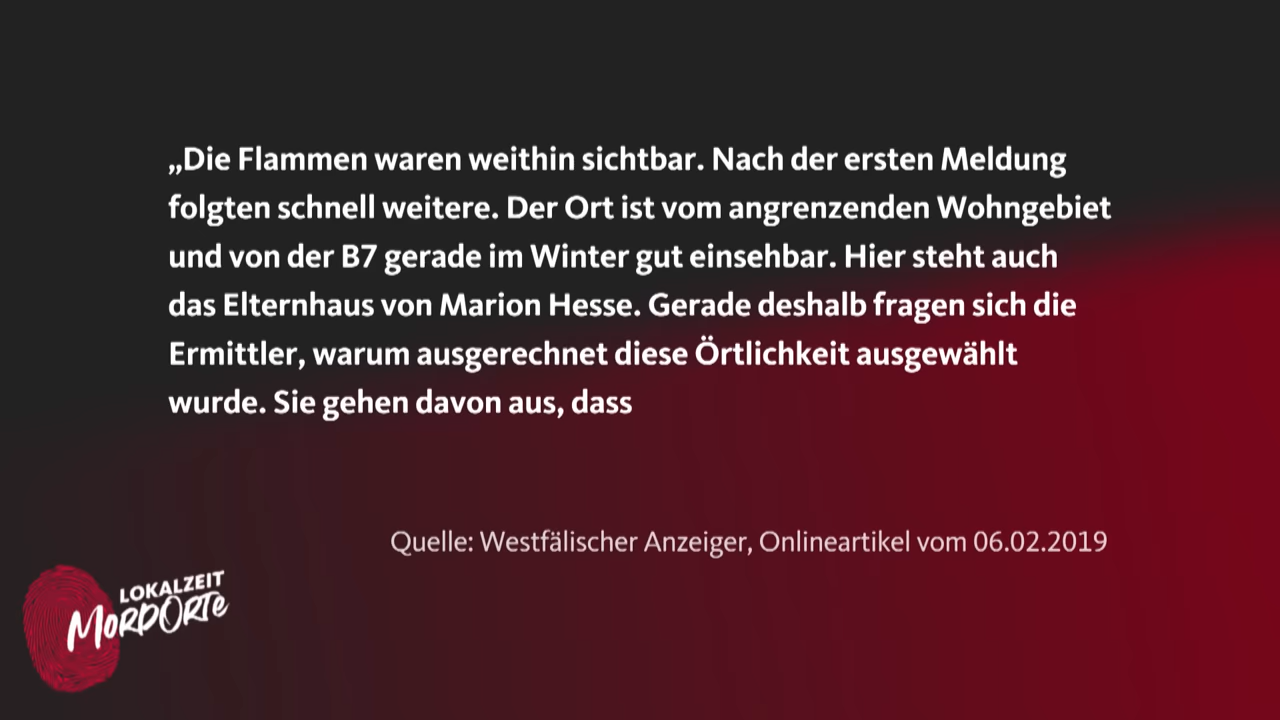 „Die Flammen waren weithin sichtbar. Nach der ersten Meldung
folgten schnell weitere. Der Ort ist vom angrenzenden Wohngebiet
und von der B7 gerade im Winter gut einsehbar. Hier steht auch
das Elternhaus von Marion Hesse. Gerade deshalb fragen sich die
Ermittler, warum ausgerechnet diese Örtlichkeit ausgewählt
wurde. Sie gehen davon aus, dass
Quelle: Westfälischer Anzeiger, Onlineartikel vom 06.02.2019
LOKALZEIT
MORDORTe